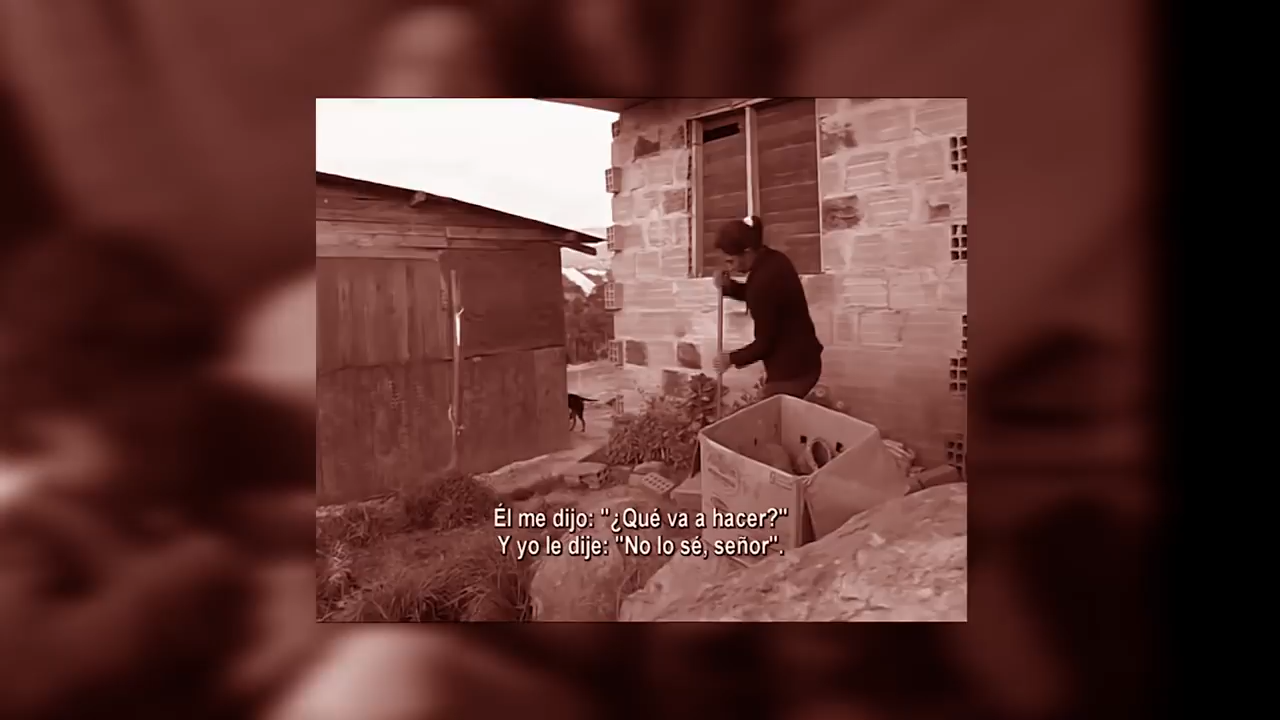 Él me dijo: "¿Qué va a hacer?"
Y yo le dije: "No lo sé, señor".